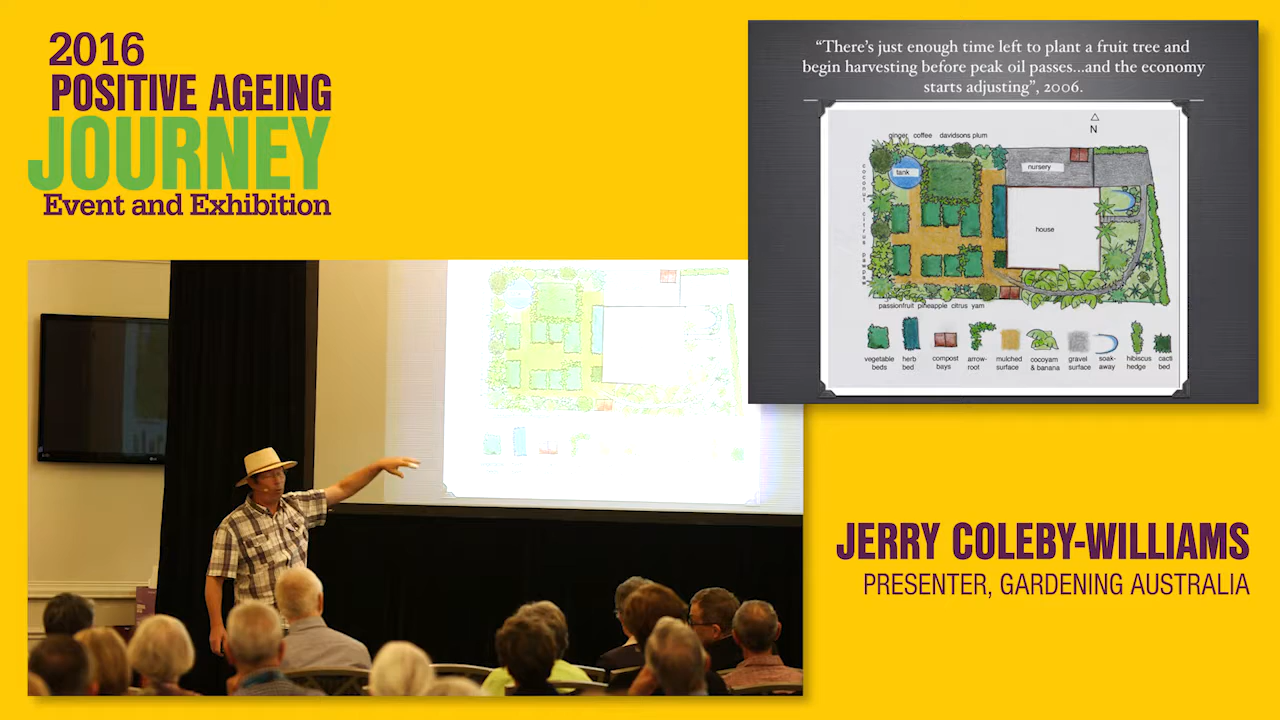 2016
POSITIVE AGEING
JOURNEY
Event and Exhibition
“There’s just enough time left to plant a fruit tree and
begin harvesting before peak oil passes...and the economy
starts adjusting”, 2006.
N
ginger coffee davidsons plum
coconut citrus pawpaw
tank
nursery
house
passionfruit pineapple citrus yam
vegetable beds
herb bed
compost bays
arrow-root
mulched surface
cocoyam & banana
gravel surface
soak-away
hibiscus hedge
cacti bed
JERRY COLEBY-WILLIAMS
PRESENTER, GARDENING AUSTRALIA